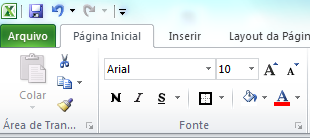 Arquivo Página Inicial Inserir Layout da Págin
Arial 10 A A
Colar N I S A
Área de Tran... Fonte